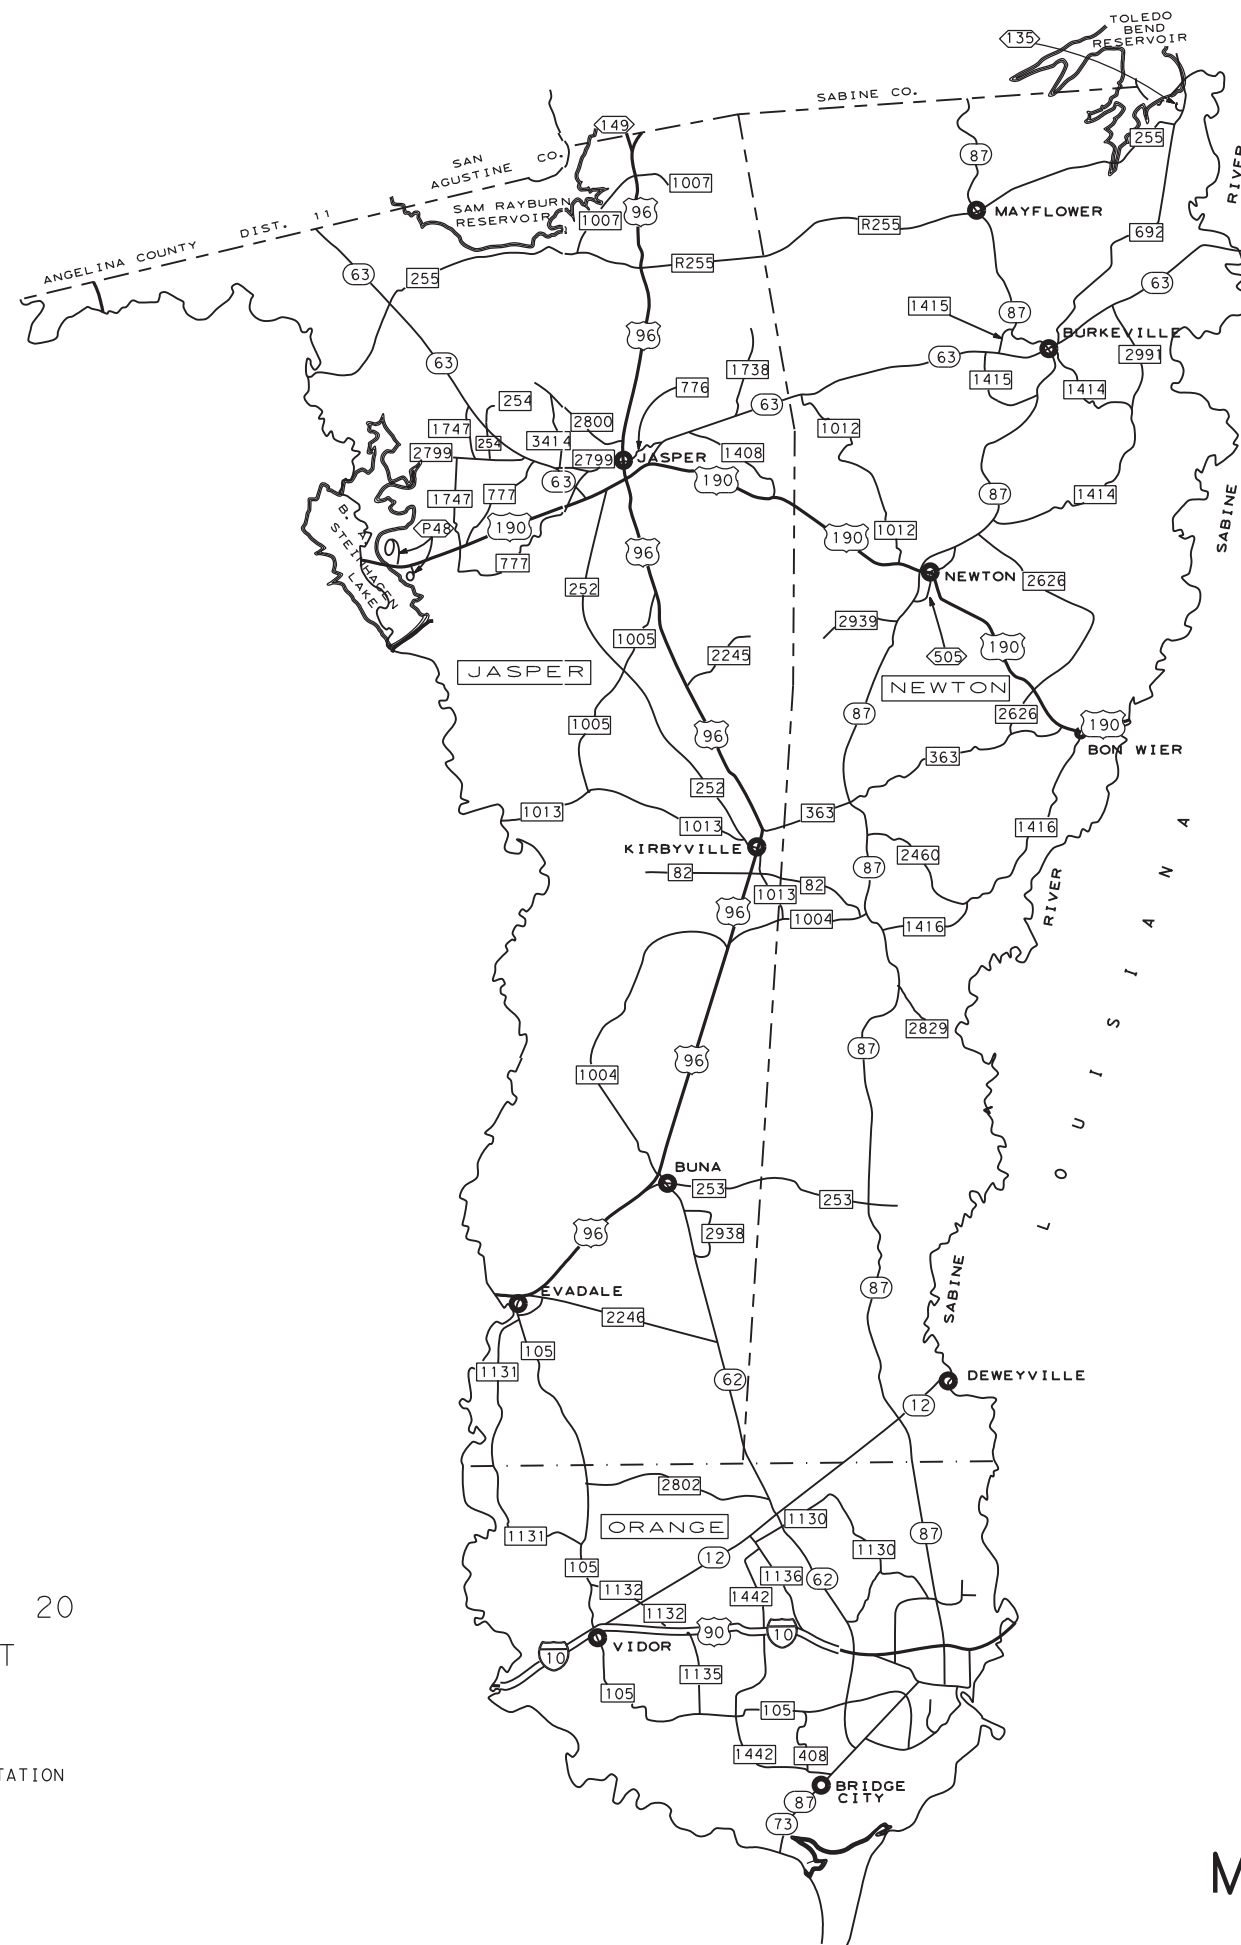 TOLEDO
BEND
RESERVOIR
135
SABINE CO.
149
SAN
AGUSTINE CO.
87
255
RIVER
1007
SAM RAYBURN
RESERVOIR
1007
96
MAYFLOWER
DIST. 11
ANGELINA COUNTY
R255
692
63
255
R255
63
1415
87
96
BURKEVILLE
63
63
2991
1738
1415
1414
776
254
63
2800
1747
254
3414
1012
2799
2799
JASPER
1408
63
190
1747
777
87
1414
B. A.
STEINHAGEN
LAKE
P48
190
1012
190
SABINE
96
777
NEWTON
2626
252
2939
1005
190
505
2245
JASPER
NEWTON
87
2626
1005
96
190
BON WIER
363
252
1013
363
1013
1416
KIRBYVILLE
2460
87
82
82
1013
RIVER
96
1004
1416
2829
87
96
1004
LOUISIANA
BUNA
253
253
96
2938
87
SABINE
EVADALE
2246
105
1131
62
DEWEYVILLE
12
2802
1130
ORANGE
1131
87
1130
12
105
1136
62
1132
1442
20
1132
90
10
T
VIDOR
10
1135
105
105
1442
408
TATION
BRIDGE
CITY
87
73
M